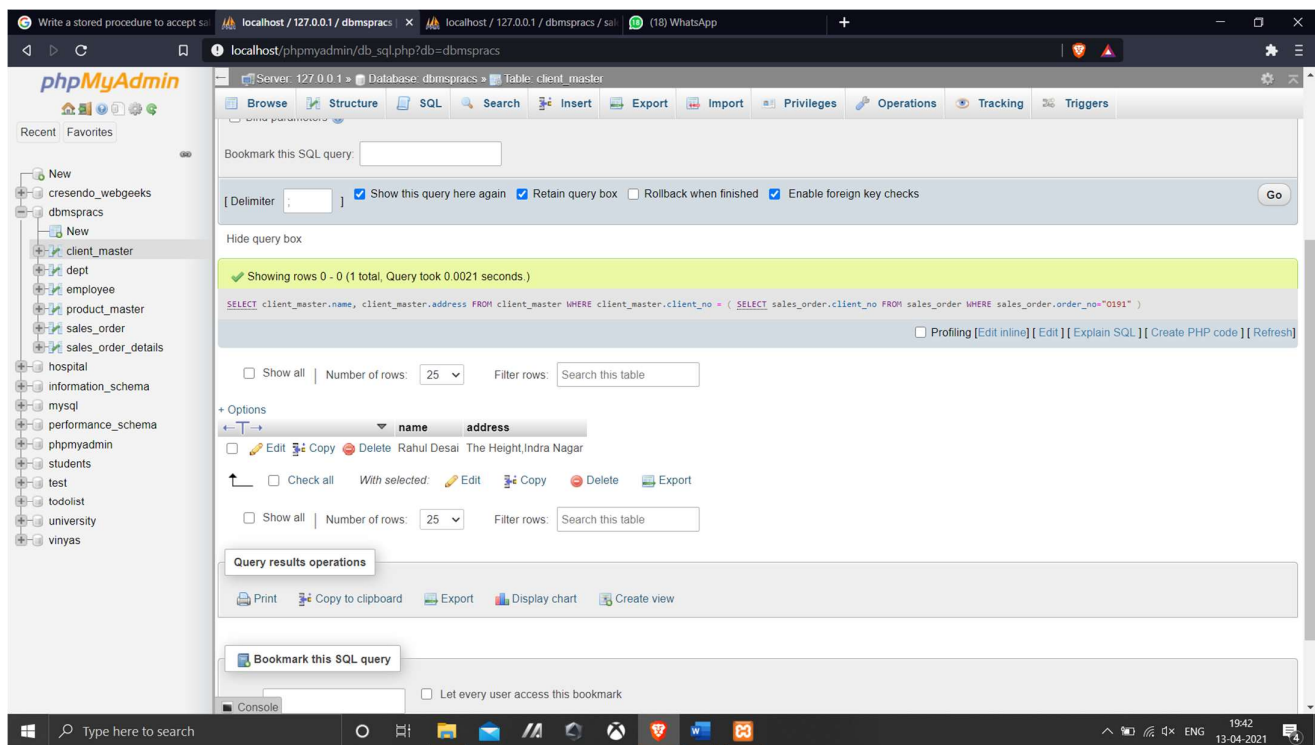 Write a stored procedure to accept sal
localhost / 127.0.0.1 / dbmspracs
localhost / 127.0.0.1 / dbmspracs / sal
(18) WhatsApp
localhost/phpmyadmin/db_sql.php?db=dbmspracs
phpMyAdmin
Recent Favorites
New
cresendo_webgeeks
dbmspracs
New
client_master
dept
employee
product_master
sales_order
sales_order_details
hospital
information_schema
mysql
performance_schema
phpmyadmin
students
test
todolist
university
vinyas
Server: 127.0.0.1 » Database: dbmspracs » Table: client_master
Browse Structure SQL Search Insert Export Import Privileges Operations Tracking Triggers
Bind parameters
Bookmark this SQL query:
[ Delimiter ; ] Show this query here again Retain query box Rollback when finished Enable foreign key checks Go
Hide query box
Showing rows 0 - 0 (1 total, Query took 0.0021 seconds.)
SELECT client_master.name, client_master.address FROM client_master WHERE client_master.client_no = ( SELECT sales_order.client_no FROM sales_order WHERE sales_order.order_no="O191" )
Profiling [Edit inline] [ Edit ] [ Explain SQL ] [ Create PHP code ] [ Refresh]
Show all | Number of rows: 25 Filter rows: Search this table
+ Options
←T→ name address
Edit Copy Delete Rahul Desai The Height,Indra Nagar
Check all With selected: Edit Copy Delete Export
Show all | Number of rows: 25 Filter rows: Search this table
Query results operations
Print Copy to clipboard Export Display chart Create view
Bookmark this SQL query
Let every user access this bookmark
Console
Type here to search
ENG
19:42
13-04-2021
4